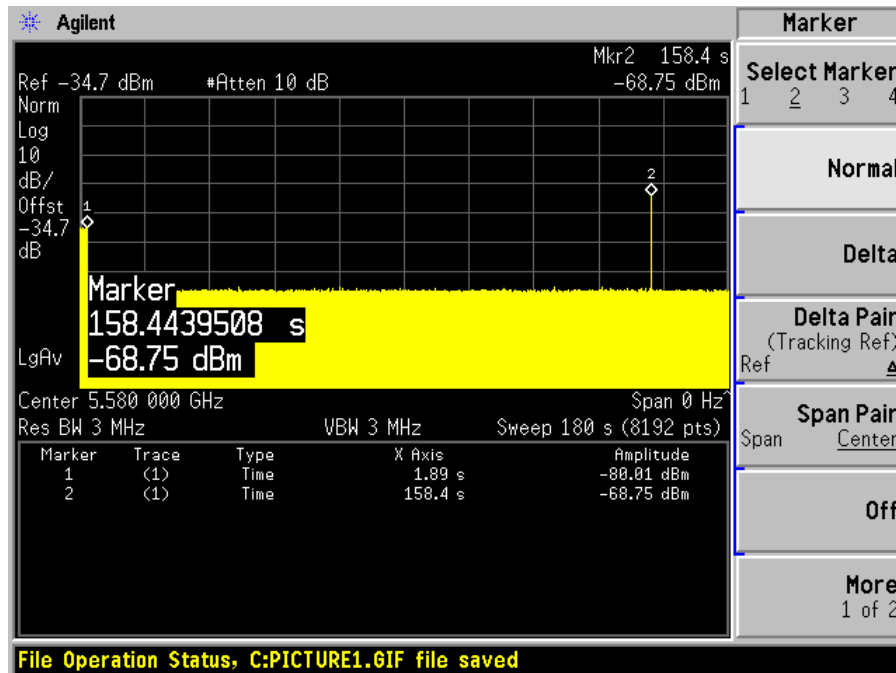 Agilent
Marker
Mkr2 158.4 s
Ref -34.7 dBm #Atten 10 dB -68.75 dBm
Norm
Log
10
dB/
Offst
-34.7
dB
1
2
Marker
158.4439508 s
-68.75 dBm
LgAv
Center 5.580 000 GHz Span 0 Hz^
Res BW 3 MHz VBW 3 MHz Sweep 180 s (8192 pts)
Marker Trace Type X Axis Amplitude
1 (1) Time 1.89 s -80.01 dBm
2 (1) Time 158.4 s -68.75 dBm
Select Marker
1 2 3 4
Normal
Delta
Delta Pair
(Tracking Ref)
Ref Δ
Span Pair
Span Center
Off
More
1 of 2
File Operation Status, C:PICTURE1.GIF file saved